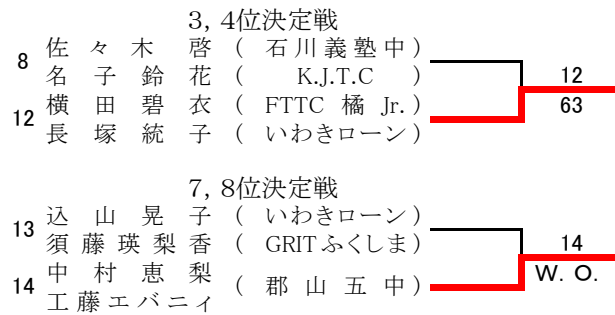 3, 4位決定戦
8 佐々木 啓 ( 石川義塾中 )
名子鈴花 ( K.J.T.C ) 12
12 横田碧衣 ( FTTC 橘 Jr. ) 63
長塚統子 ( いわきローン )
7, 8位決定戦
13 込山晃子 ( いわきローン )
須藤瑛梨香 ( GRITふくしま ) 14
14 中村恵梨 ( 郡山五中 ) W. O.
工藤エバニィ